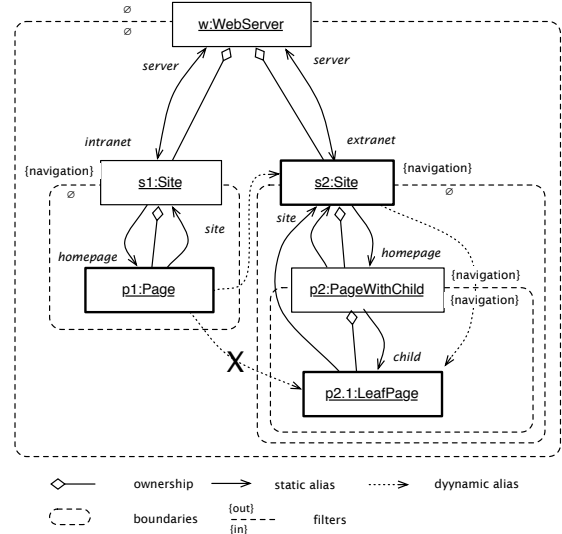 ∅
w:WebServer
∅
server
server
intranet
extranet
{navigation}
s1:Site
s2:Site
{navigation}
∅
∅
site
site
homepage
homepage
p1:Page
p2:PageWithChild
{navigation}
{navigation}
X
child
p2.1:LeafPage
ownership
static alias
dyynamic alias
boundaries
{out}
{in}
filters